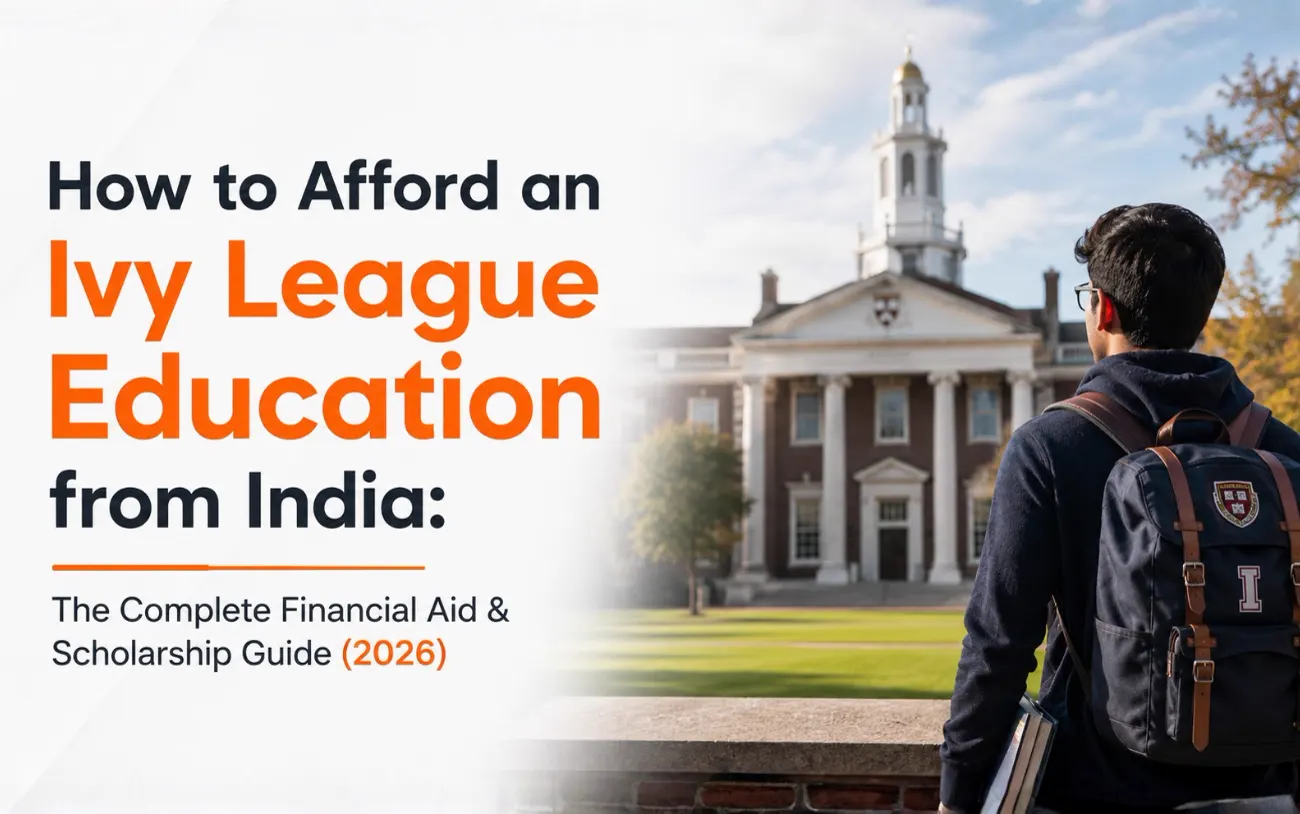 How to Afford an
Ivy League
Education
from India:
The Complete Financial Aid &
Scholarship Guide (2026)
I